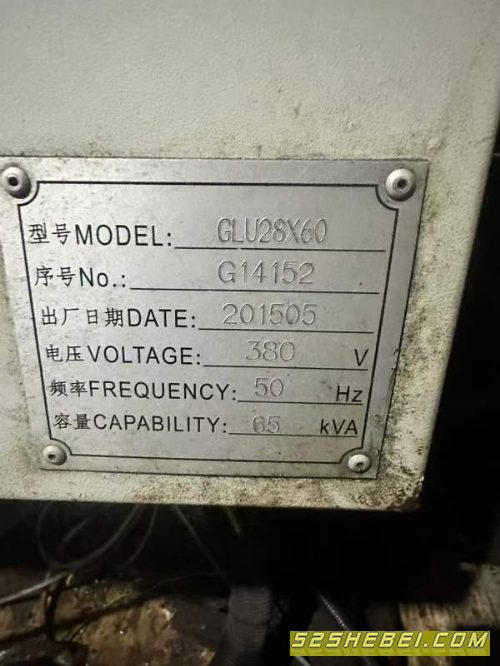 型号MODEL: GLU28X60
序号No.: G14152
出厂日期DATE: 201505
电压VOLTAGE: 380 V
频率FREQUENCY: 50 Hz
容量CAPABILITY: 65 kVA
52SHEBEI.COM